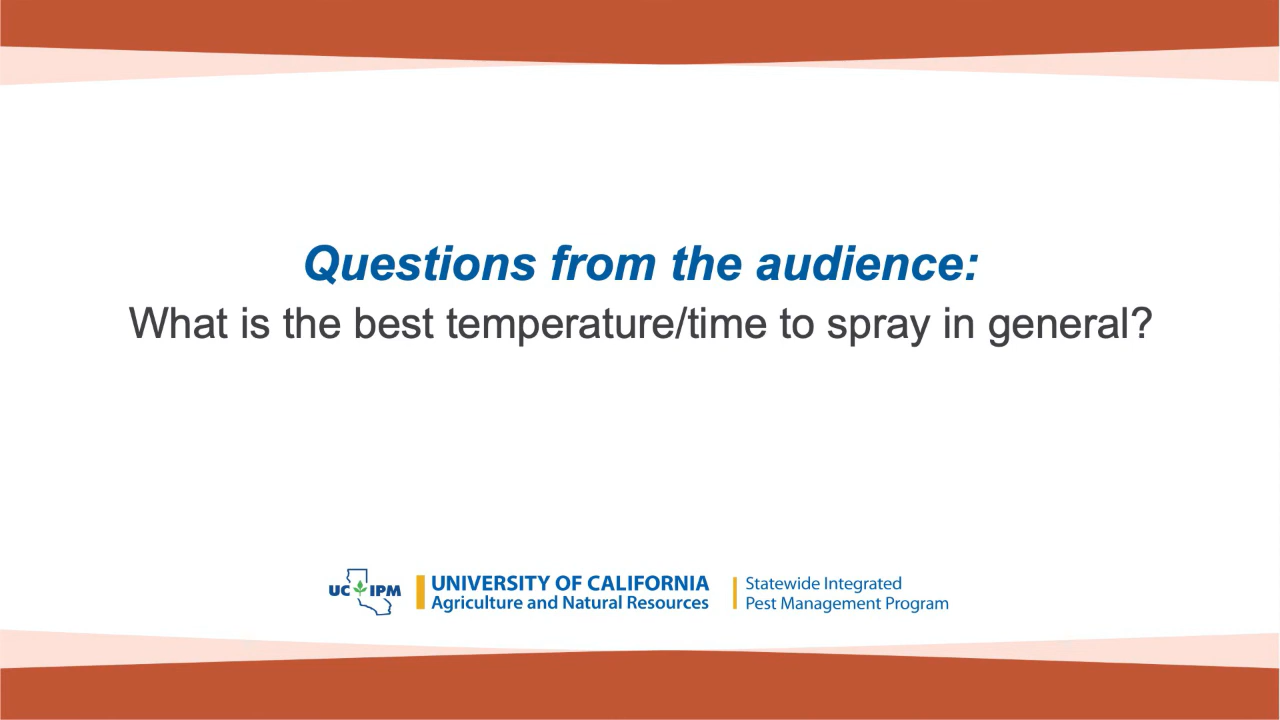 Questions from the audience:
What is the best temperature/time to spray in general?
UC IPM
UNIVERSITY OF CALIFORNIA
Agriculture and Natural Resources
Statewide Integrated
Pest Management Program